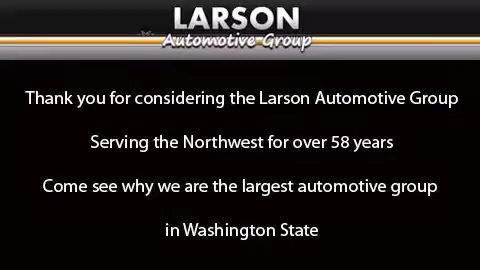 LARSON
Automotive Group
Thank you for considering the Larson Automotive Group
Serving the Northwest for over 58 years
Come see why we are the largest automotive group
in Washington State